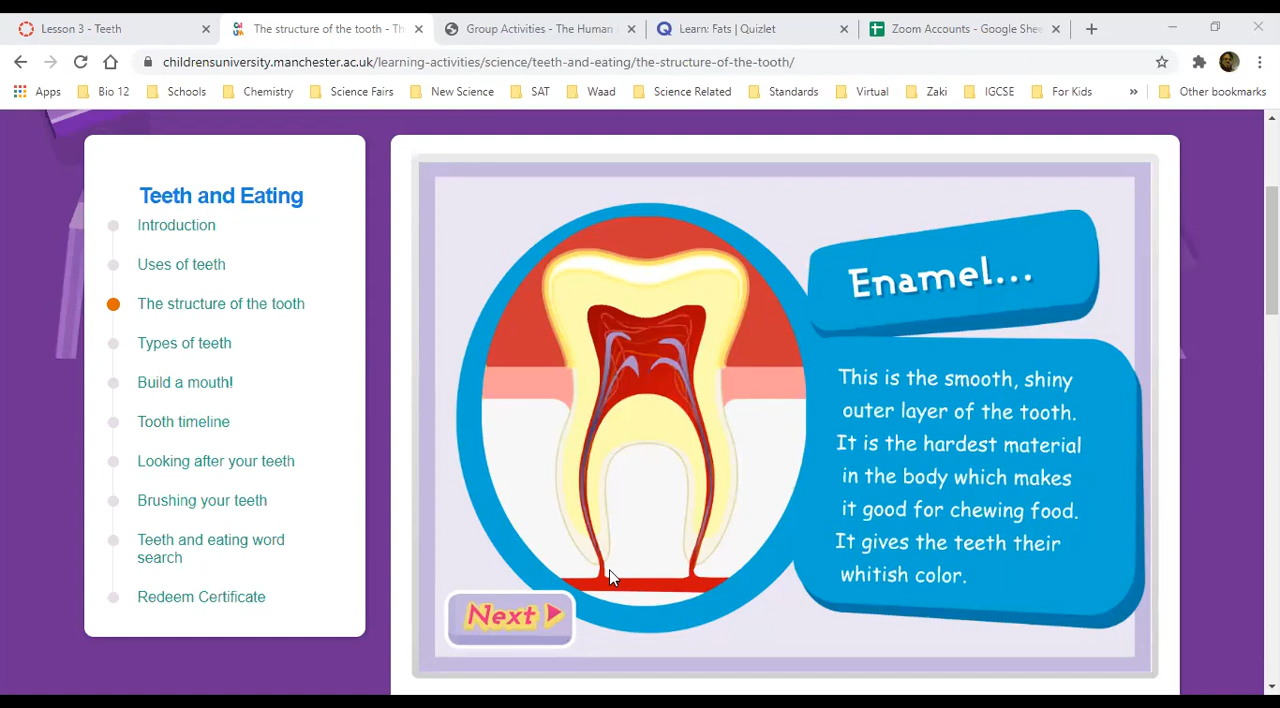 Lesson 3 - Teeth
The structure of the tooth - Th
Group Activities - The Human
Learn: Fats | Quizlet
Zoom Accounts - Google Shee
childrensuniversity.manchester.ac.uk/learning-activities/science/teeth-and-eating/the-structure-of-the-tooth/
Apps Bio 12 Schools Chemistry Science Fairs New Science SAT Waad Science Related Standards Virtual Zaki IGCSE For Kids » Other bookmarks
Teeth and Eating
Introduction
Uses of teeth
The structure of the tooth
Types of teeth
Build a mouth!
Tooth timeline
Looking after your teeth
Brushing your teeth
Teeth and eating word
search
Redeem Certificate
Enamel...
This is the smooth, shiny
outer layer of the tooth.
It is the hardest material
in the body which makes
it good for chewing food.
It gives the teeth their
whitish color.
Next